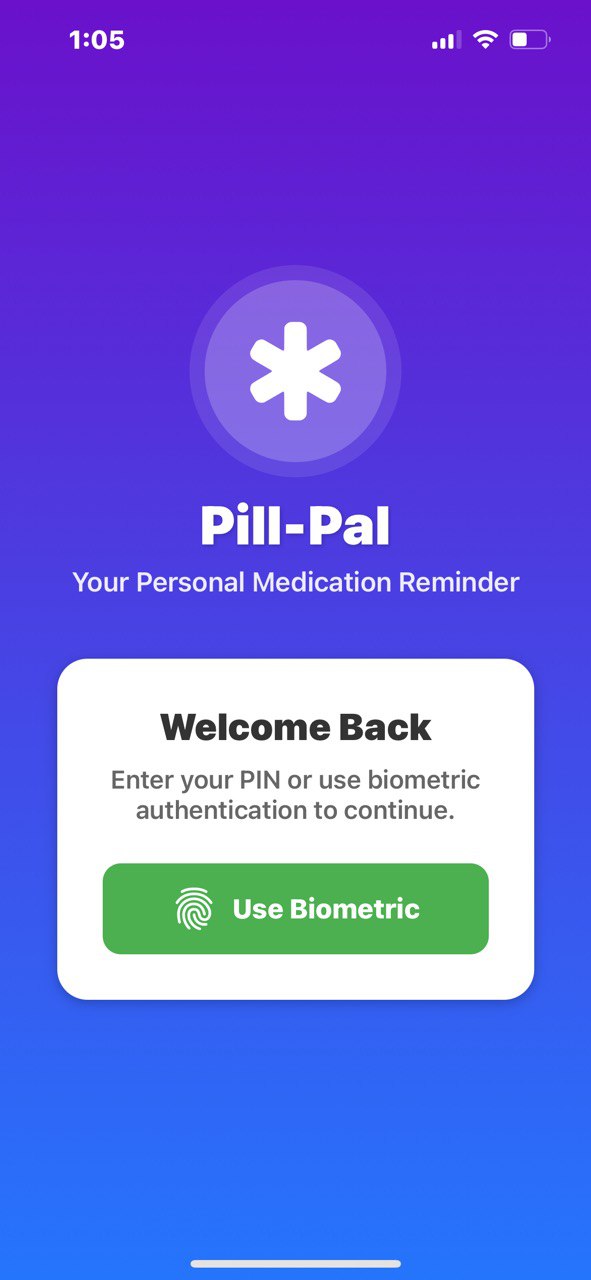 1:05
Pill-Pal
Your Personal Medication Reminder
Welcome Back
Enter your PIN or use biometric
authentication to continue.
Use Biometric